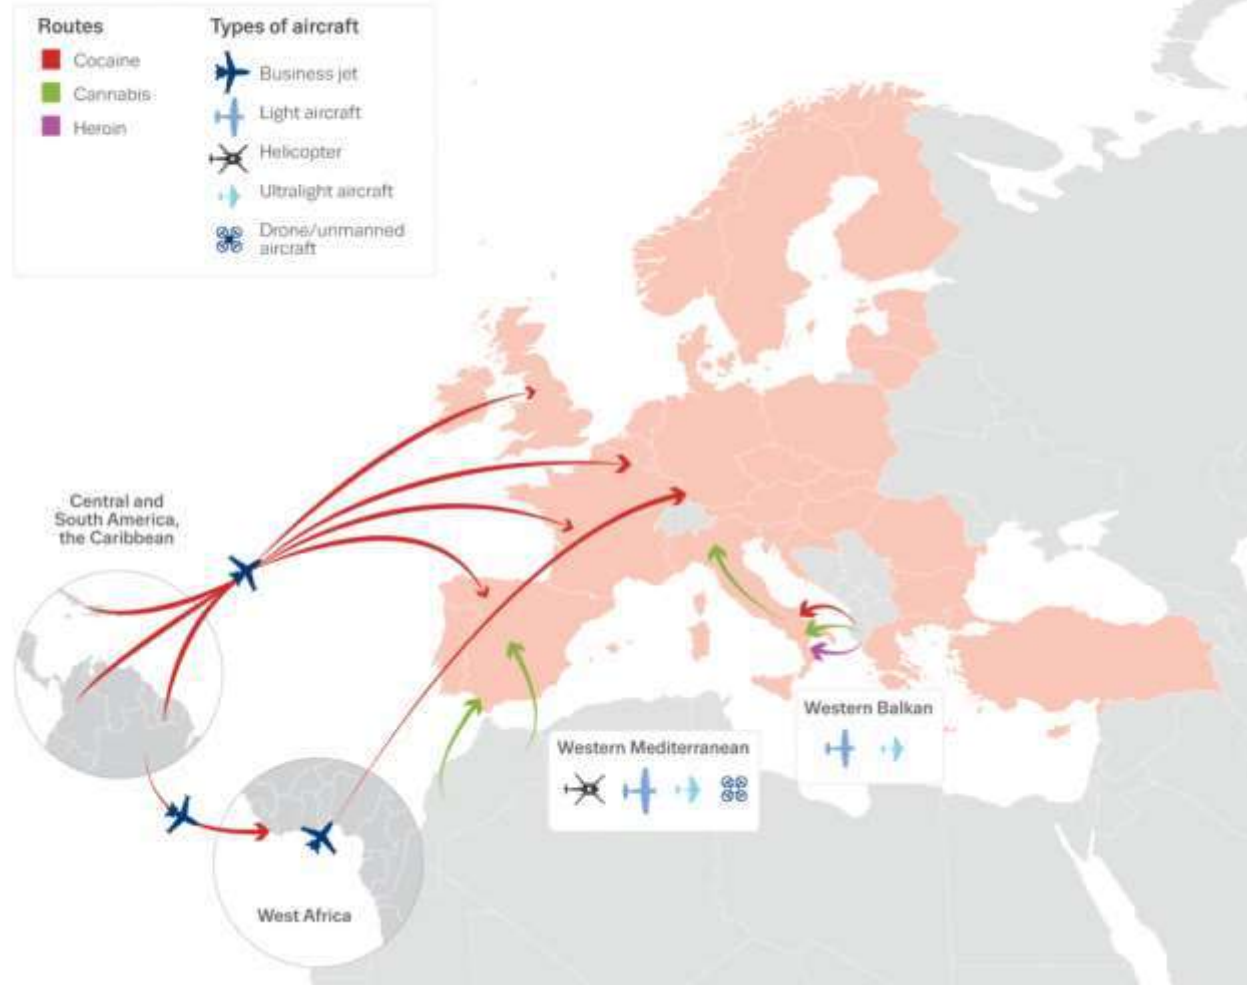 Routes
Cocaine
Cannabis
Heroin
Types of aircraft
Business jet
Light aircraft
Helicopter
Ultralight aircraft
Drone/unmanned
aircraft
Central and
South America,
the Caribbean
West Africa
Western Mediterranean
Western Balkan